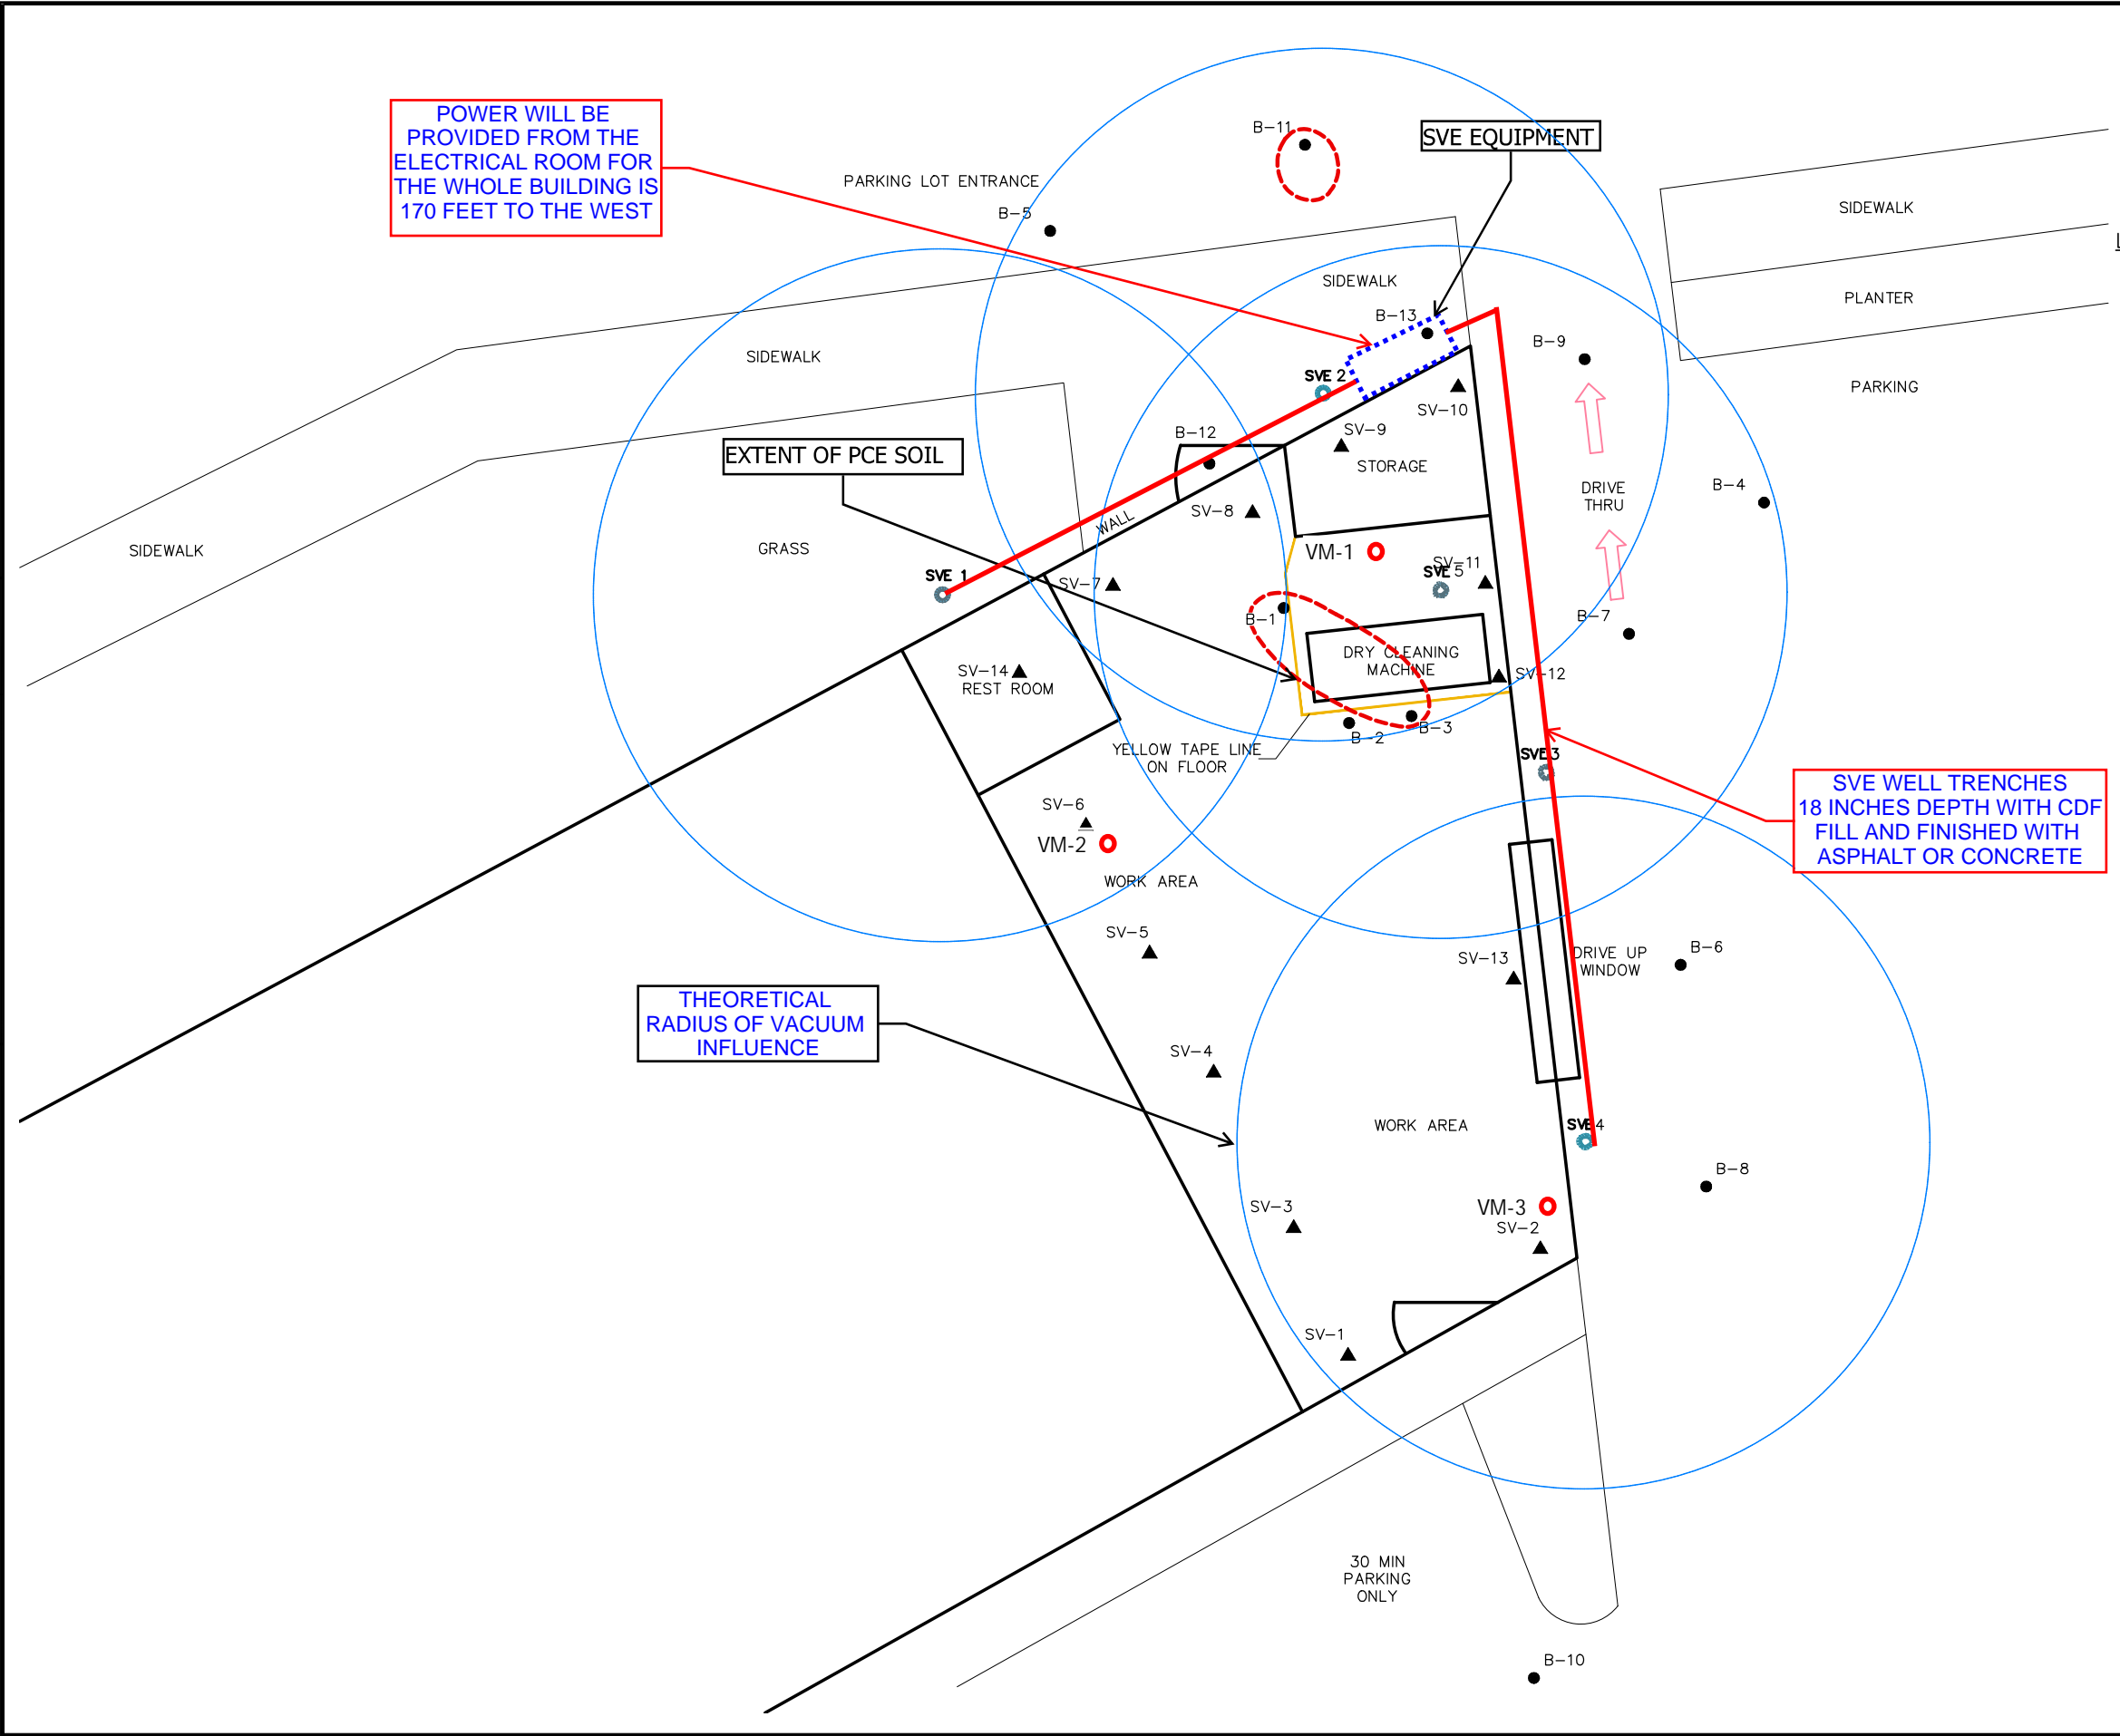 POWER WILL BE
PROVIDED FROM THE
ELECTRICAL ROOM FOR
THE WHOLE BUILDING IS
170 FEET TO THE WEST
B-11
SVE EQUIPMENT
PARKING LOT ENTRANCE
B-5
SIDEWALK
SIDEWALK
PLANTER
B-13
B-9
SIDEWALK
SVE 2
PARKING
SV-10
B-12
SV-9
EXTENT OF PCE SOIL
STORAGE
B-4
DRIVE
THRU
SV-8
WALL
SIDEWALK
GRASS
VM-1
SV-11
SVE 5
SVE 1
SV-7
B-1
B-7
DRY CLEANING
MACHINE
SV-14
REST ROOM
SV-12
B-2
B-3
YELLOW TAPE LINE
ON FLOOR
SVE3
SVE WELL TRENCHES
18 INCHES DEPTH WITH CDF
FILL AND FINISHED WITH
ASPHALT OR CONCRETE
SV-6
VM-2
WORK AREA
SV-5
SV-13
DRIVE UP
WINDOW
B-6
THEORETICAL
RADIUS OF VACUUM
INFLUENCE
SV-4
WORK AREA
SVE4
B-8
SV-3
VM-3
SV-2
SV-1
30 MIN
PARKING
ONLY
B-10